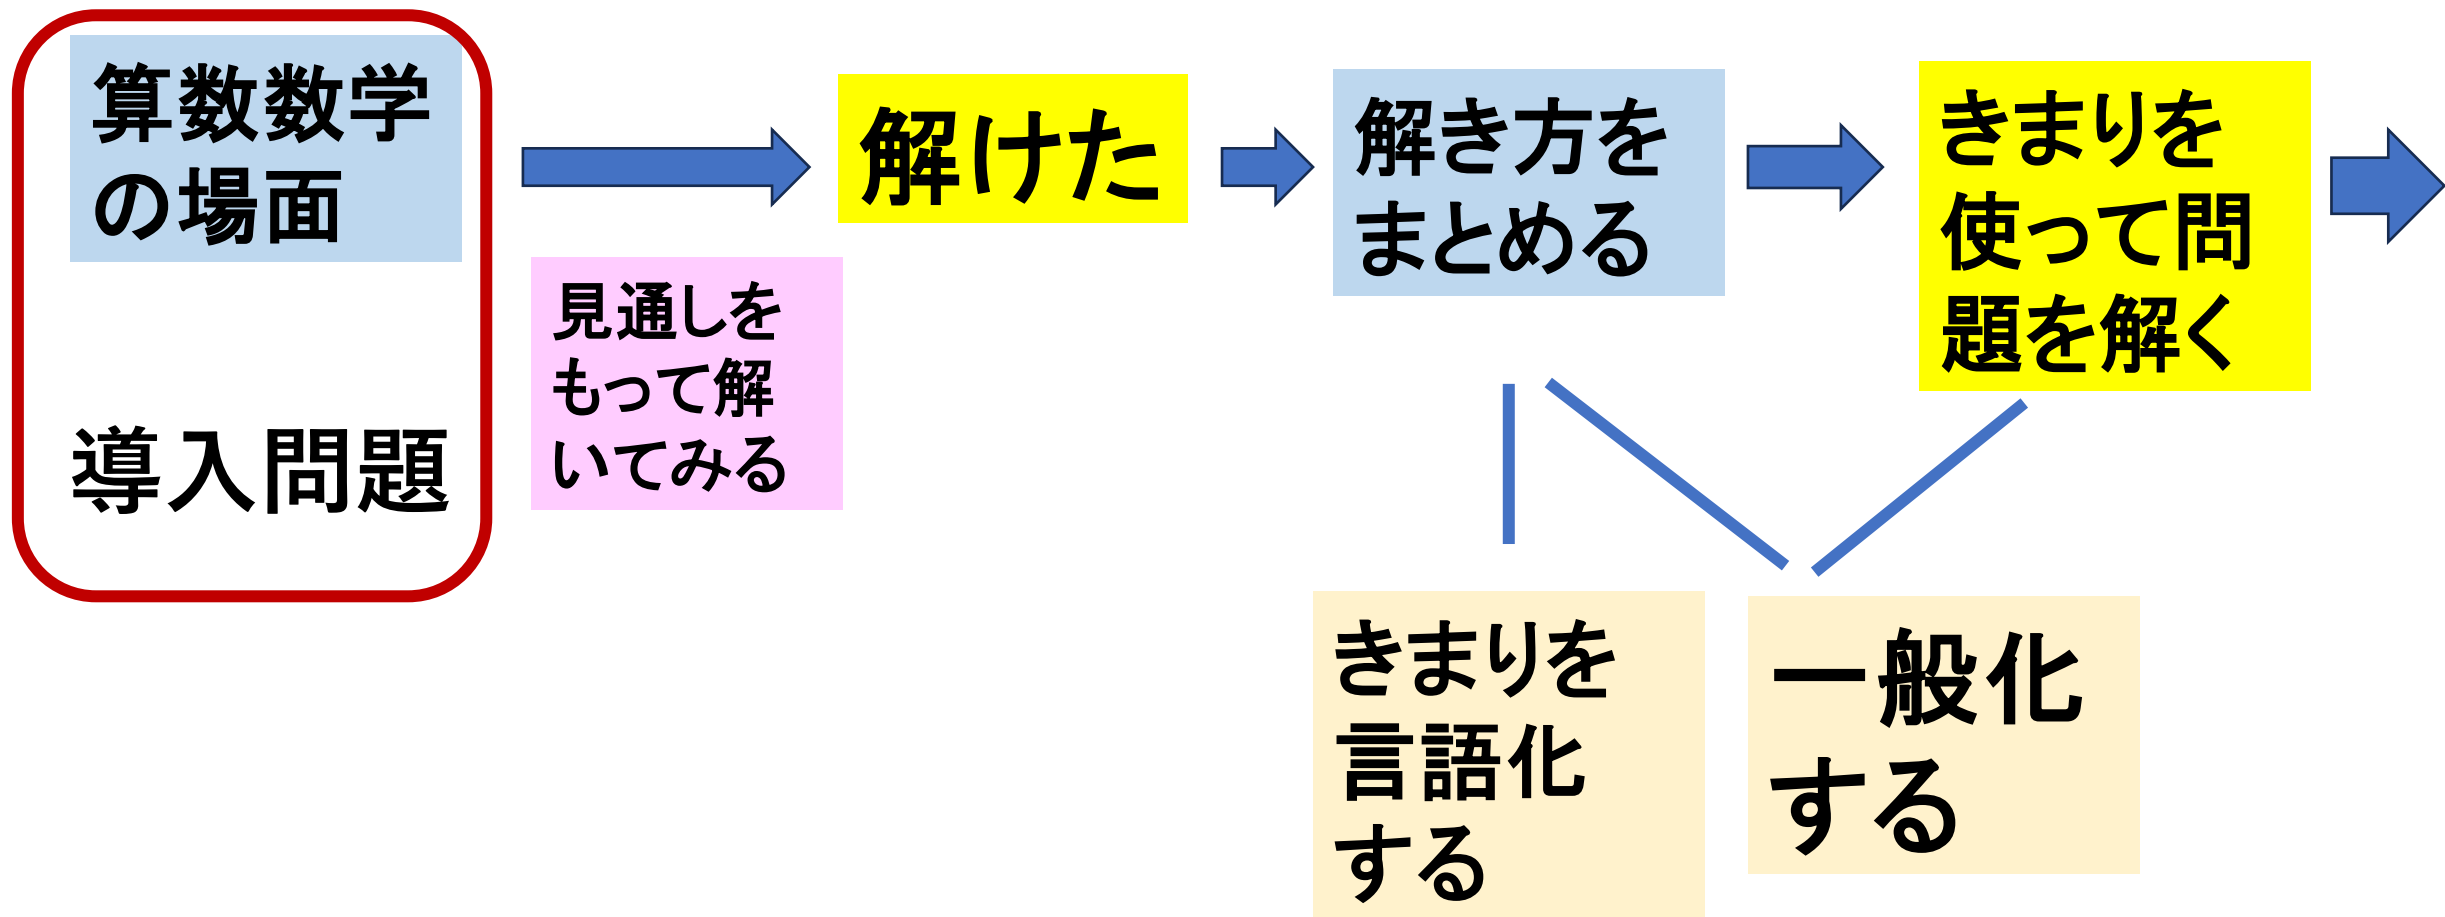 算数数学
の場面
導入問題
見通しを
もって解
いてみる
解けた
解き方を
まとめる
きまりを
使って問
題を解く
きまりを
言語化
する
一般化
する